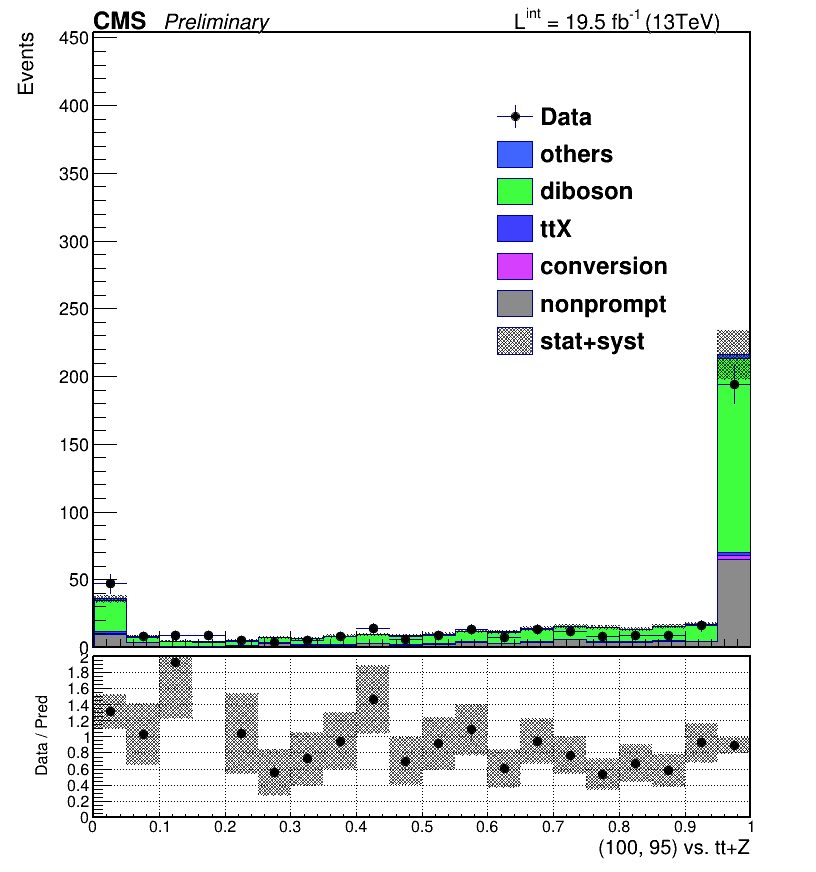 CMS Preliminary L^int = 19.5 fb^-1 (13TeV)
Events
450
400
350
300
250
200
150
100
50
0
Data
others
diboson
ttX
conversion
nonprompt
stat+syst
Data / Pred
2
1.8
1.6
1.4
1.2
1
0.8
0.6
0.4
0.2
0
0 0.1 0.2 0.3 0.4 0.5 0.6 0.7 0.8 0.9 1
(100, 95) vs. tt+Z